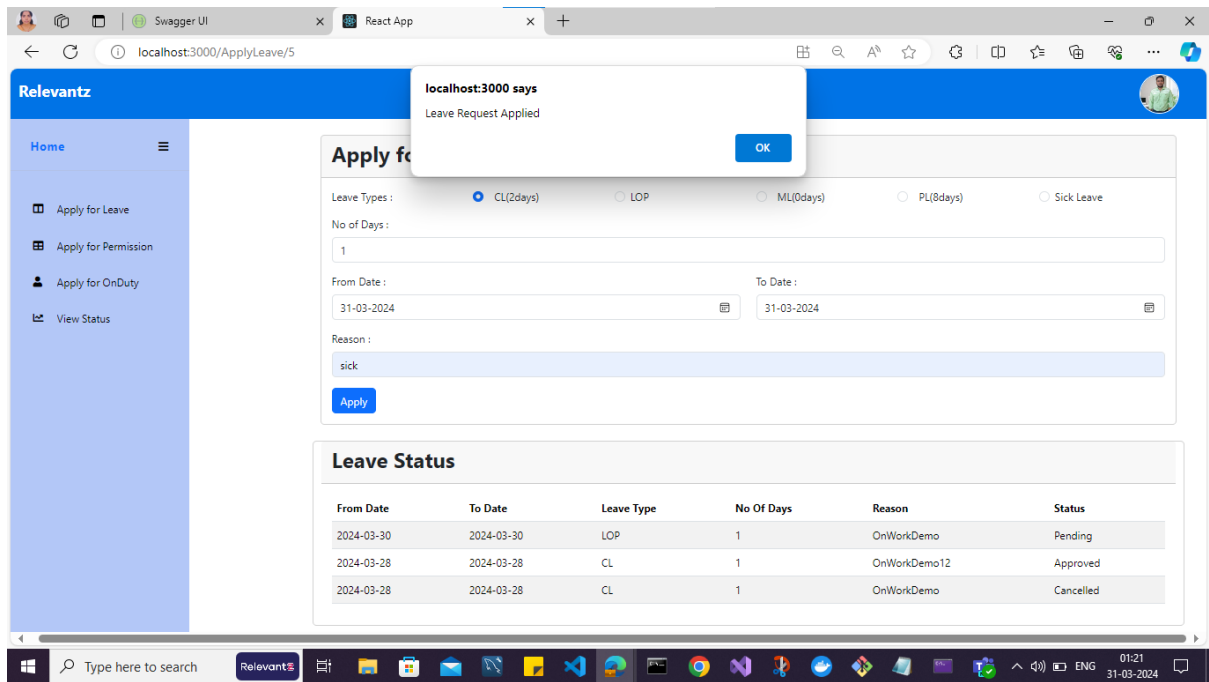 Swagger UI
React App
localhost:3000/ApplyLeave/5
Relevantz
localhost:3000 says
Leave Request Applied
OK
Home
Apply for Leave
Apply for Permission
Apply for OnDuty
View Status
Apply fo
Leave Types :
CL(2days)
LOP
ML(0days)
PL(8days)
Sick Leave
No of Days :
1
From Date :
To Date :
31-03-2024
31-03-2024
Reason :
sick
Apply
Leave Status
From Date To Date Leave Type No Of Days Reason Status
2024-03-30 2024-03-30 LOP 1 OnWorkDemo Pending
2024-03-28 2024-03-28 CL 1 OnWorkDemo12 Approved
2024-03-28 2024-03-28 CL 1 OnWorkDemo Cancelled
Type here to search
Relevants
ENG
01:21
31-03-2024